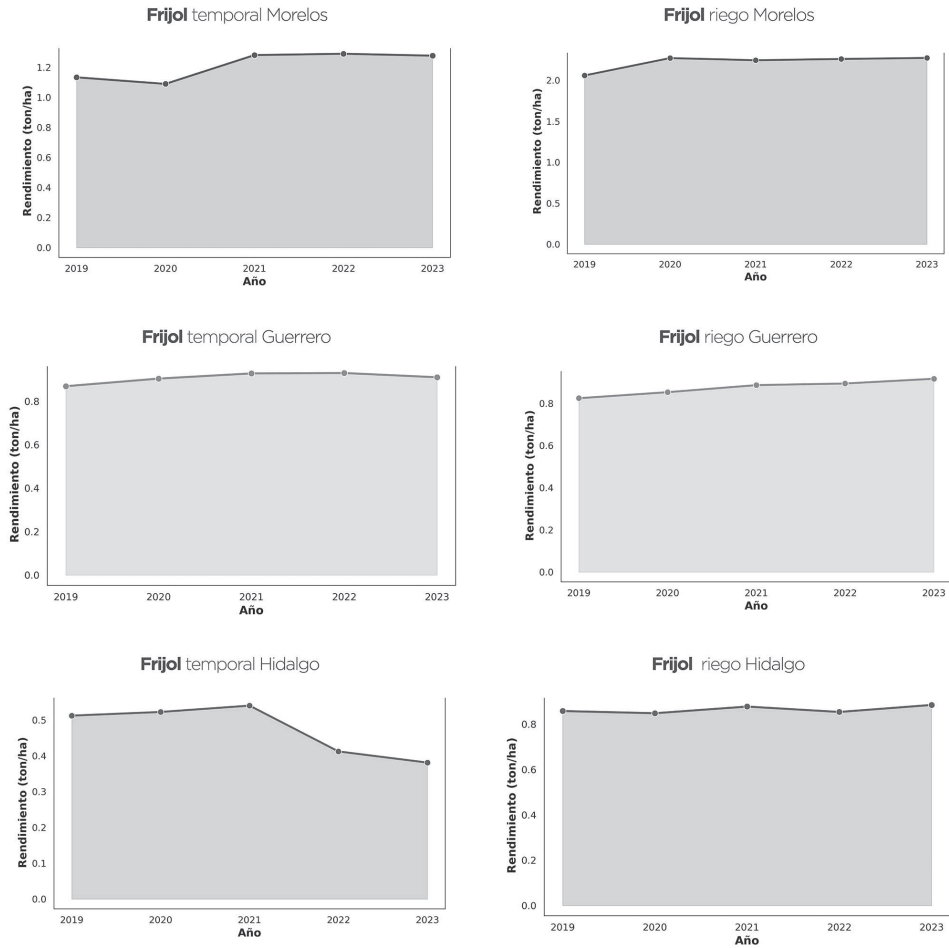 Frijol temporal Morelos
Rendimiento (ton/ha)
1.2
1.0
0.8
0.6
0.4
0.2
0.0
2019 2020 2021 2022 2023
Año
Frijol riego Morelos
Rendimiento (ton/ha)
2.0
1.5
1.0
0.5
0.0
2019 2020 2021 2022 2023
Año
Frijol temporal Guerrero
Rendimiento (ton/ha)
0.8
0.6
0.4
0.2
0.0
2019 2020 2021 2022 2023
Año
Frijol riego Guerrero
Rendimiento (ton/ha)
0.8
0.6
0.4
0.2
0.0
2019 2020 2021 2022 2023
Año
Frijol temporal Hidalgo
Rendimiento (ton/ha)
0.5
0.4
0.3
0.2
0.1
0.0
2019 2020 2021 2022 2023
Año
Frijol riego Hidalgo
Rendimiento (ton/ha)
0.8
0.6
0.4
0.2
0.0
2019 2020 2021 2022 2023
Año